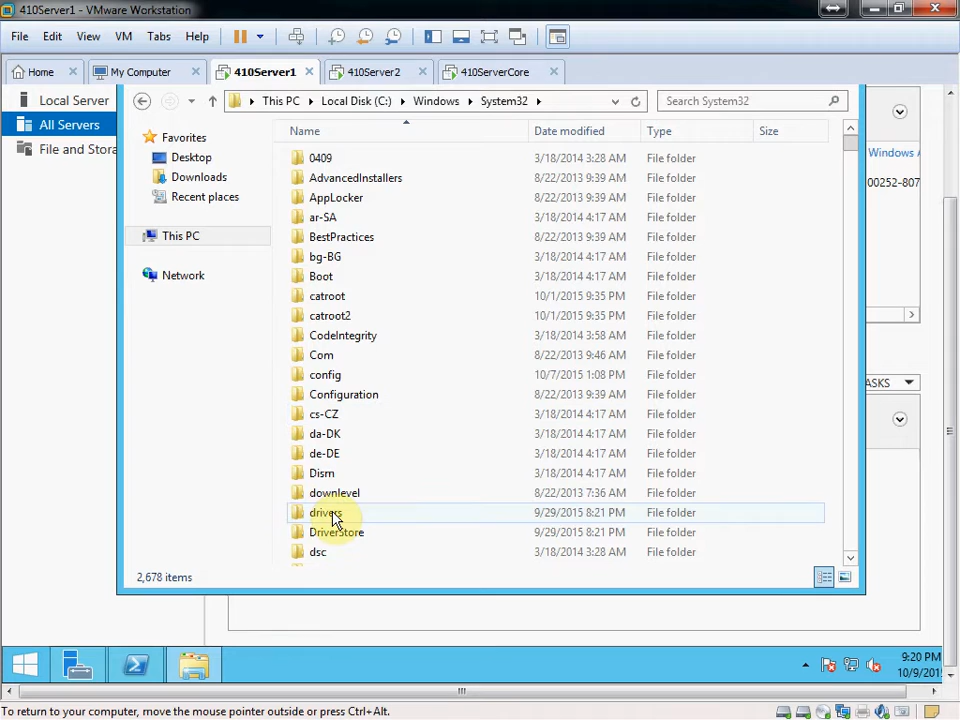 410Server1 - VMware Workstation
File Edit View VM Tabs Help
Home My Computer 410Server1 410Server2 410ServerCore
Local Server
All Servers
File and Stora
This PC Local Disk (C:) Windows System32
Search System32
Favorites
Desktop
Downloads
Recent places
This PC
Network
Name Date modified Type Size
0409 3/18/2014 3:28 AM File folder
AdvancedInstallers 8/22/2013 9:39 AM File folder
AppLocker 8/22/2013 9:39 AM File folder
ar-SA 3/18/2014 4:17 AM File folder
BestPractices 8/22/2013 9:39 AM File folder
bg-BG 3/18/2014 4:17 AM File folder
Boot 3/18/2014 4:17 AM File folder
catroot 10/1/2015 9:35 PM File folder
catroot2 10/1/2015 9:35 PM File folder
CodeIntegrity 3/18/2014 3:58 AM File folder
Com 8/22/2013 9:46 AM File folder
config 10/7/2015 1:08 PM File folder
Configuration 8/22/2013 9:39 AM File folder
cs-CZ 3/18/2014 4:17 AM File folder
da-DK 3/18/2014 4:17 AM File folder
de-DE 3/18/2014 4:17 AM File folder
Dism 3/18/2014 4:17 AM File folder
downlevel 8/22/2013 7:36 AM File folder
drivers 9/29/2015 8:21 PM File folder
DriverStore 9/29/2015 8:21 PM File folder
dsc 3/18/2014 3:28 AM File folder
2,678 items
Windows A
00252-807
ASKS
9:20 PM
10/9/201
To return to your computer, move the mouse pointer outside or press Ctrl+Alt.